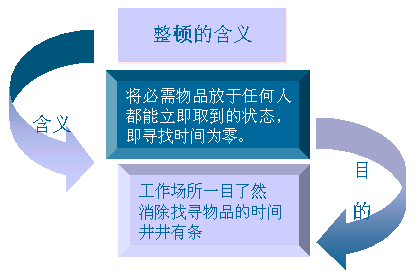 整顿的含义
将必需物品放于任何人
都能立即取到的状态，
即寻找时间为零。
含义
工作场所一目了然
消除找寻物品的时间
井井有条
目
的